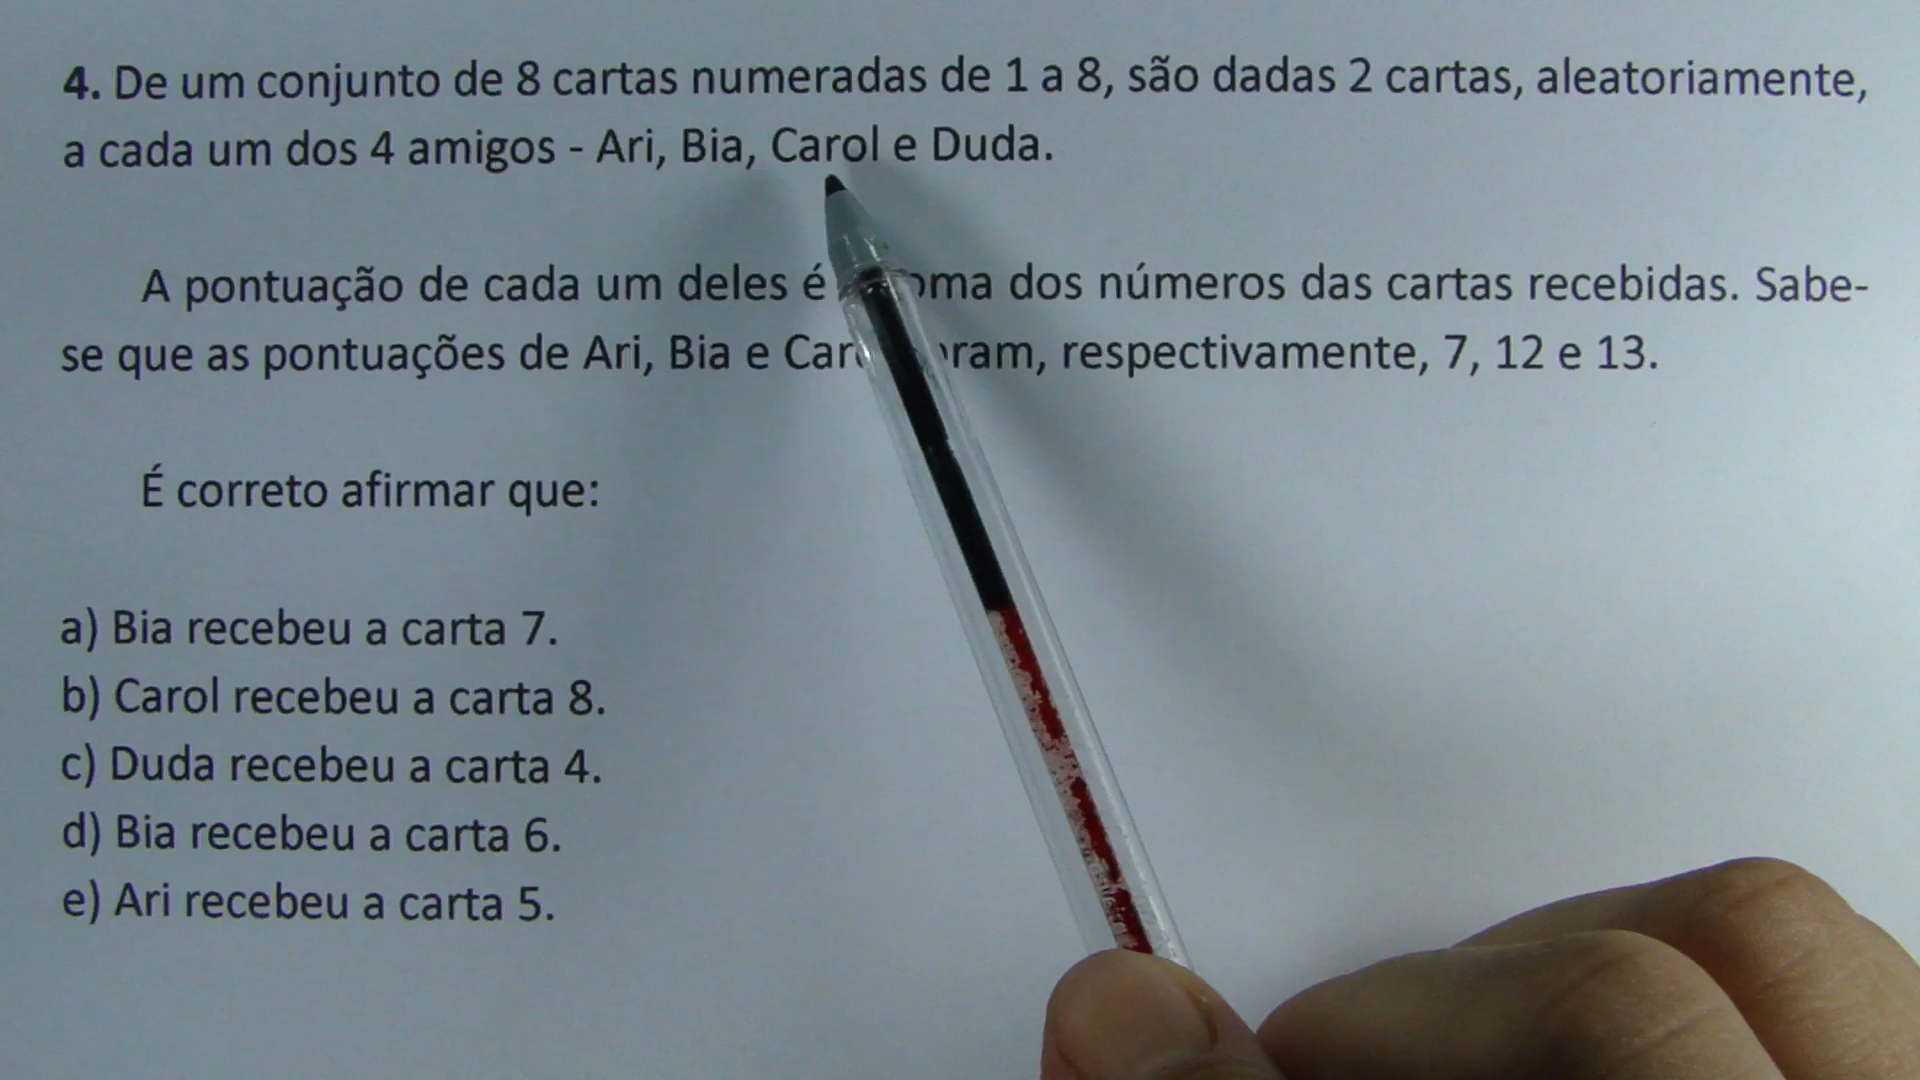 4. De um conjunto de 8 cartas numeradas de 1 a 8, são dadas 2 cartas, aleatoriamente,
a cada um dos 4 amigos - Ari, Bia, Carol e Duda.
A pontuação de cada um deles é dos números das cartas recebidas. Sabe-
se que as pontuações de Ari, Bia e respectivamente, 7, 12 e 13.
É correto afirmar que:
a) Bia recebeu a carta 7.
b) Carol recebeu a carta 8.
c) Duda recebeu a carta 4.
d) Bia recebeu a carta 6.
e) Ari recebeu a carta 5.